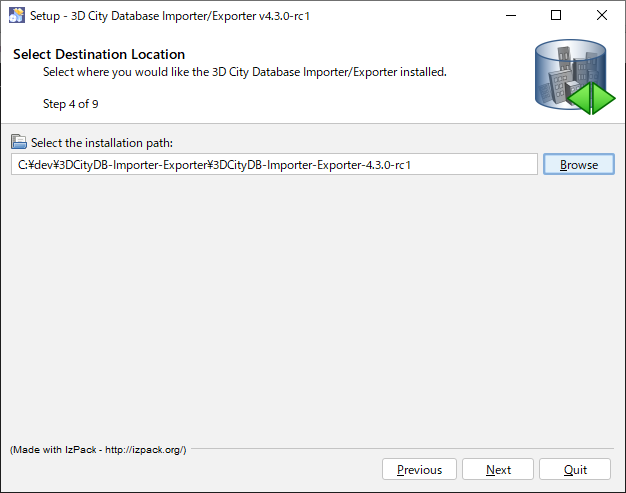 Setup - 3D City Database Importer/Exporter v4.3.0-rc1
Select Destination Location
Select where you would like the 3D City Database Importer/Exporter installed.
Step 4 of 9
Select the installation path:
C:¥dev¥3DCityDB-Importer-Exporter¥3DCityDB-Importer-Exporter-4.3.0-rc1
Browse
(Made with IzPack - http://izpack.org/)
Previous
Next
Quit